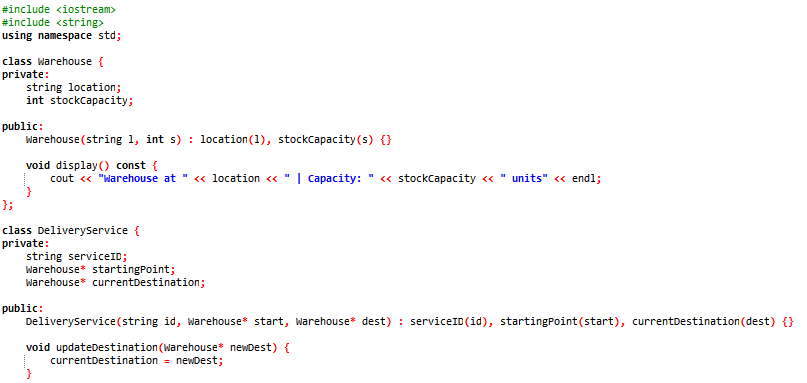 #include <iostream>
#include <string>
using namespace std;

class Warehouse {
private:
    string location;
    int stockCapacity;

public:
    Warehouse(string l, int s) : location(l), stockCapacity(s) {}

    void display() const {
        cout << "Warehouse at " << location << " | Capacity: " << stockCapacity << " units" << endl;
    }
};

class DeliveryService {
private:
    string serviceID;
    Warehouse* startingPoint;
    Warehouse* currentDestination;

public:
    DeliveryService(string id, Warehouse* start, Warehouse* dest) : serviceID(id), startingPoint(start), currentDestination(dest) {}

    void updateDestination(Warehouse* newDest) {
        currentDestination = newDest;
    }